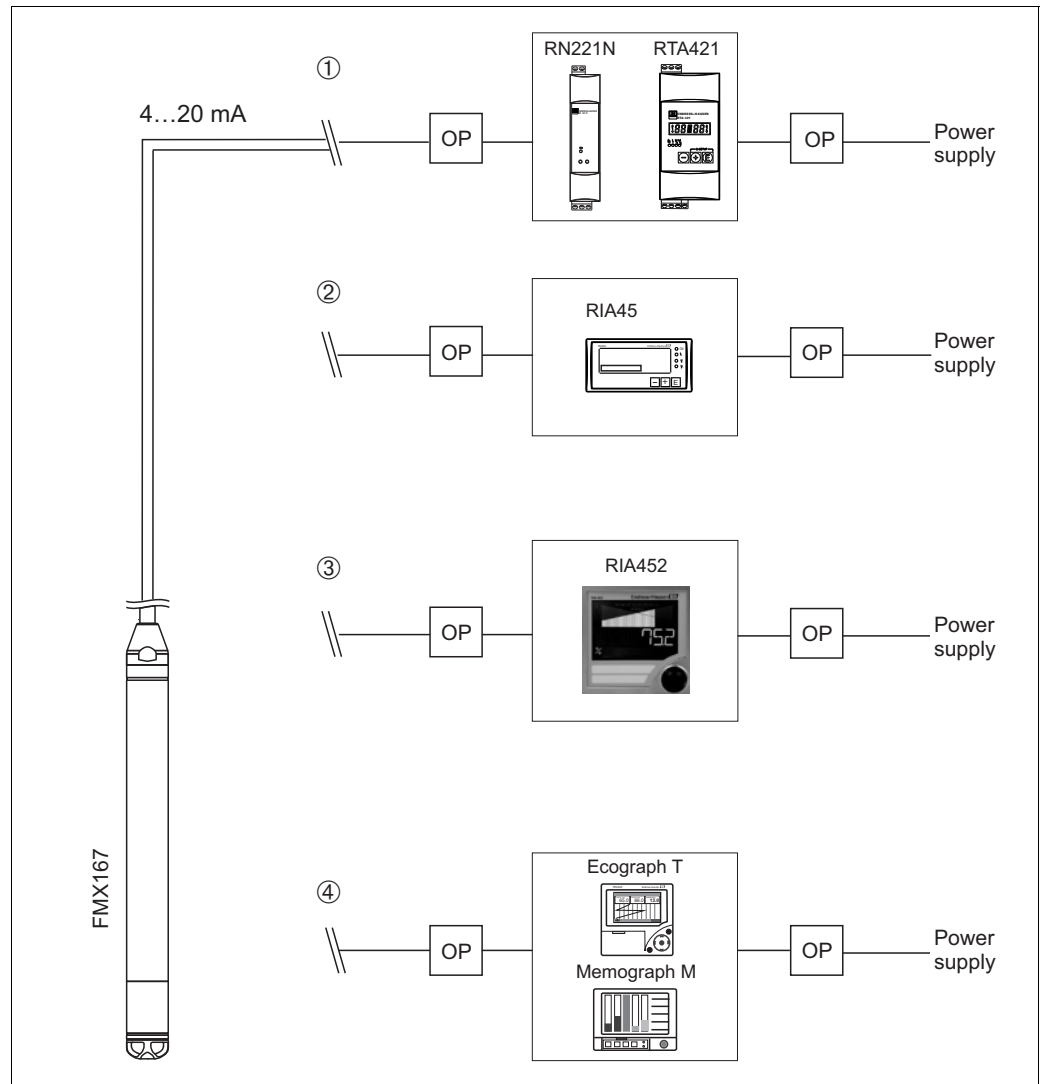 RN221N RTA421
①
4...20 mA
OP
OP
Power
supply
②
RIA45
OP
OP
Power
supply
③
RIA452
752
%
OP
OP
Power
supply
④
Ecograph T
OP
OP
Power
supply
Memograph M
FMX167